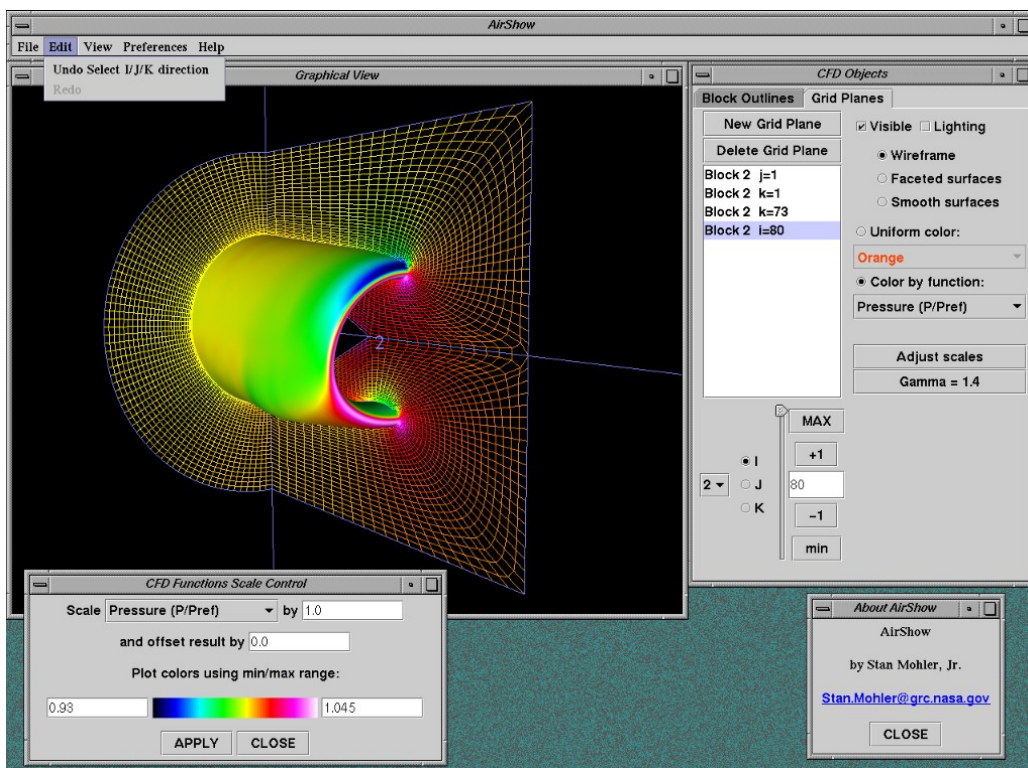 AirShow
File Edit View Preferences Help
Undo Select I/J/K direction
Redo
Graphical View
2
CFD Objects
Block Outlines Grid Planes
New Grid Plane
Delete Grid Plane
Block 2 j=1
Block 2 k=1
Block 2 k=73
Block 2 i=80
Visible Lighting
Wireframe
Faceted surfaces
Smooth surfaces
Uniform color:
Orange
Color by function:
Pressure (P/Pref)
Adjust scales
Gamma = 1.4
MAX
+1
2 I J K 80
-1
min
CFD Functions Scale Control
Scale Pressure (P/Pref) by 1.0
and offset result by 0.0
Plot colors using min/max range:
0.93 1.045
APPLY CLOSE
About AirShow
AirShow
by Stan Mohler, Jr.
Stan.Mohler@grc.nasa.gov
CLOSE